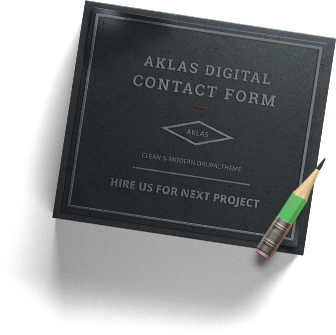 AKLAS DIGITAL
CONTACT FORM
AKLAS
CLEAN & MODERN DRUPAL THEME
HIRE US FOR NEXT PROJECT